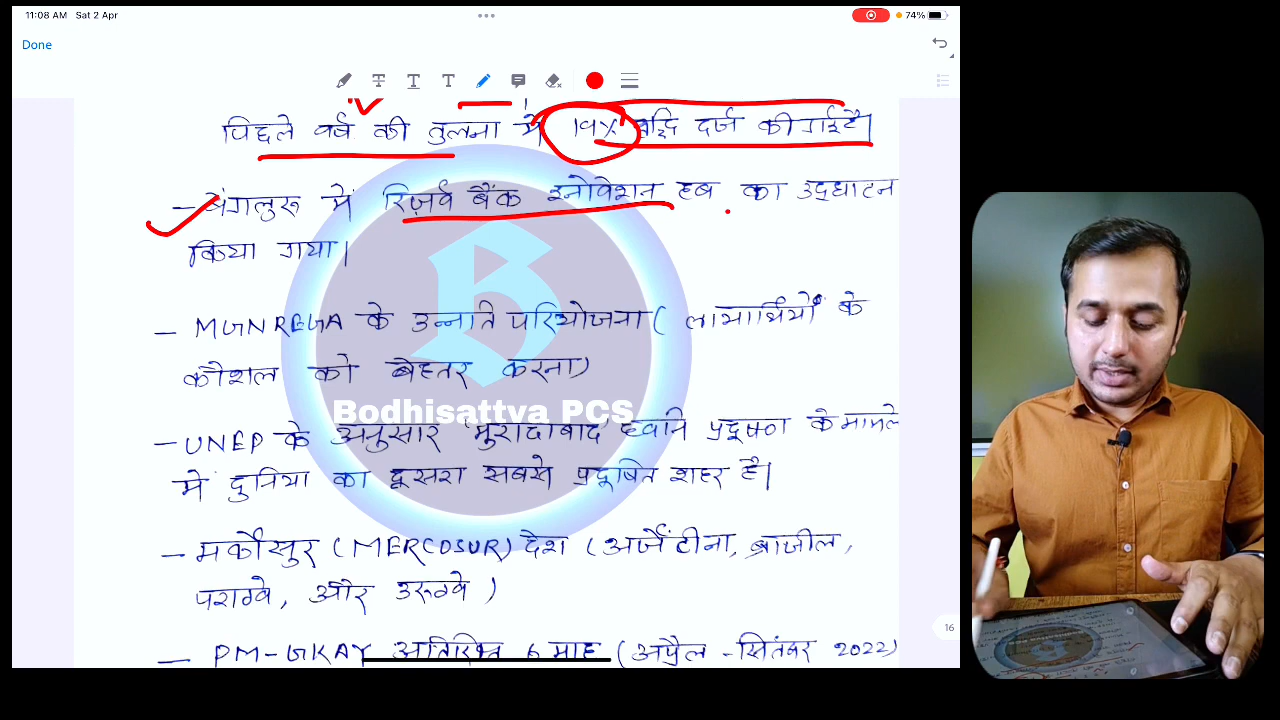 11:08 AM Sat 2 Apr
74%
Done
पिछले वर्ष की तुलना में 19% वृद्धि दर्ज की गई है।
– बेंगलुरु में रिज़र्व बैंक इनोवेशन हब का उद्घाटन
किया गया।
– MGNREGA के उन्नति परियोजना ( लाभार्थियों के
कौशल को बेहतर करना)
– UNEP के अनुसार 'मुरादाबाद' ध्वनि प्रदूषण के मामले
में दुनिया का दूसरा सबसे प्रदूषित शहर है।
Bodhisattva PCS
– मर्कोसुर (MERCOSUR) देश (अर्जेंटीना, ब्राजील,
पराग्वे, और उरुग्वे )
16
– PM-GKAY अतिरिक्त 6 माह (अप्रैल - सितंबर 2022)